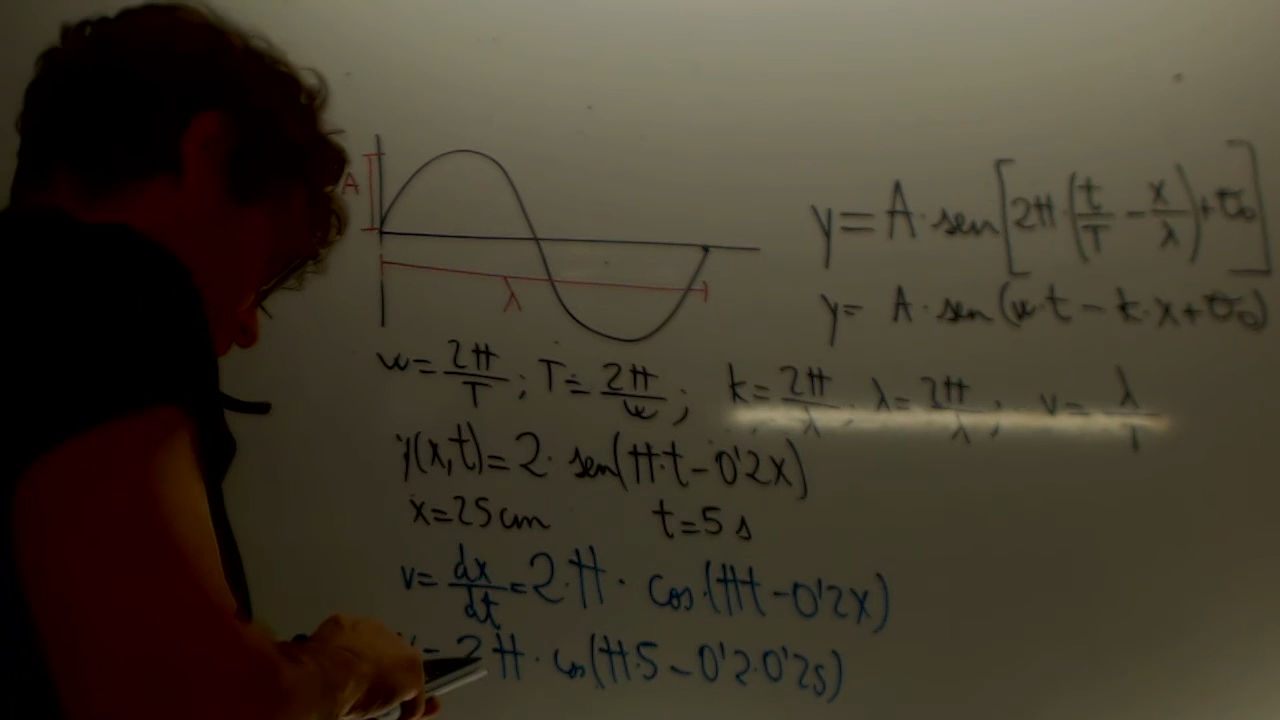 A
λ
y = A · sen [2π · (t/T − x/λ) + φ₀]
y = A · sen (w·t − k·x + φ₀)
w = 2π/T ; T = 2π/w ; k = 2π/λ ; λ = 2π/λ ; v = λ/T
y(x,t) = 2 · sen(π·t − 0'2x)
x = 25 cm t = 5 s
v = dx/dt = 2·π · cos·(πt − 0'2x)
v = 2π · cos(π·5 − 0'2·0'25)